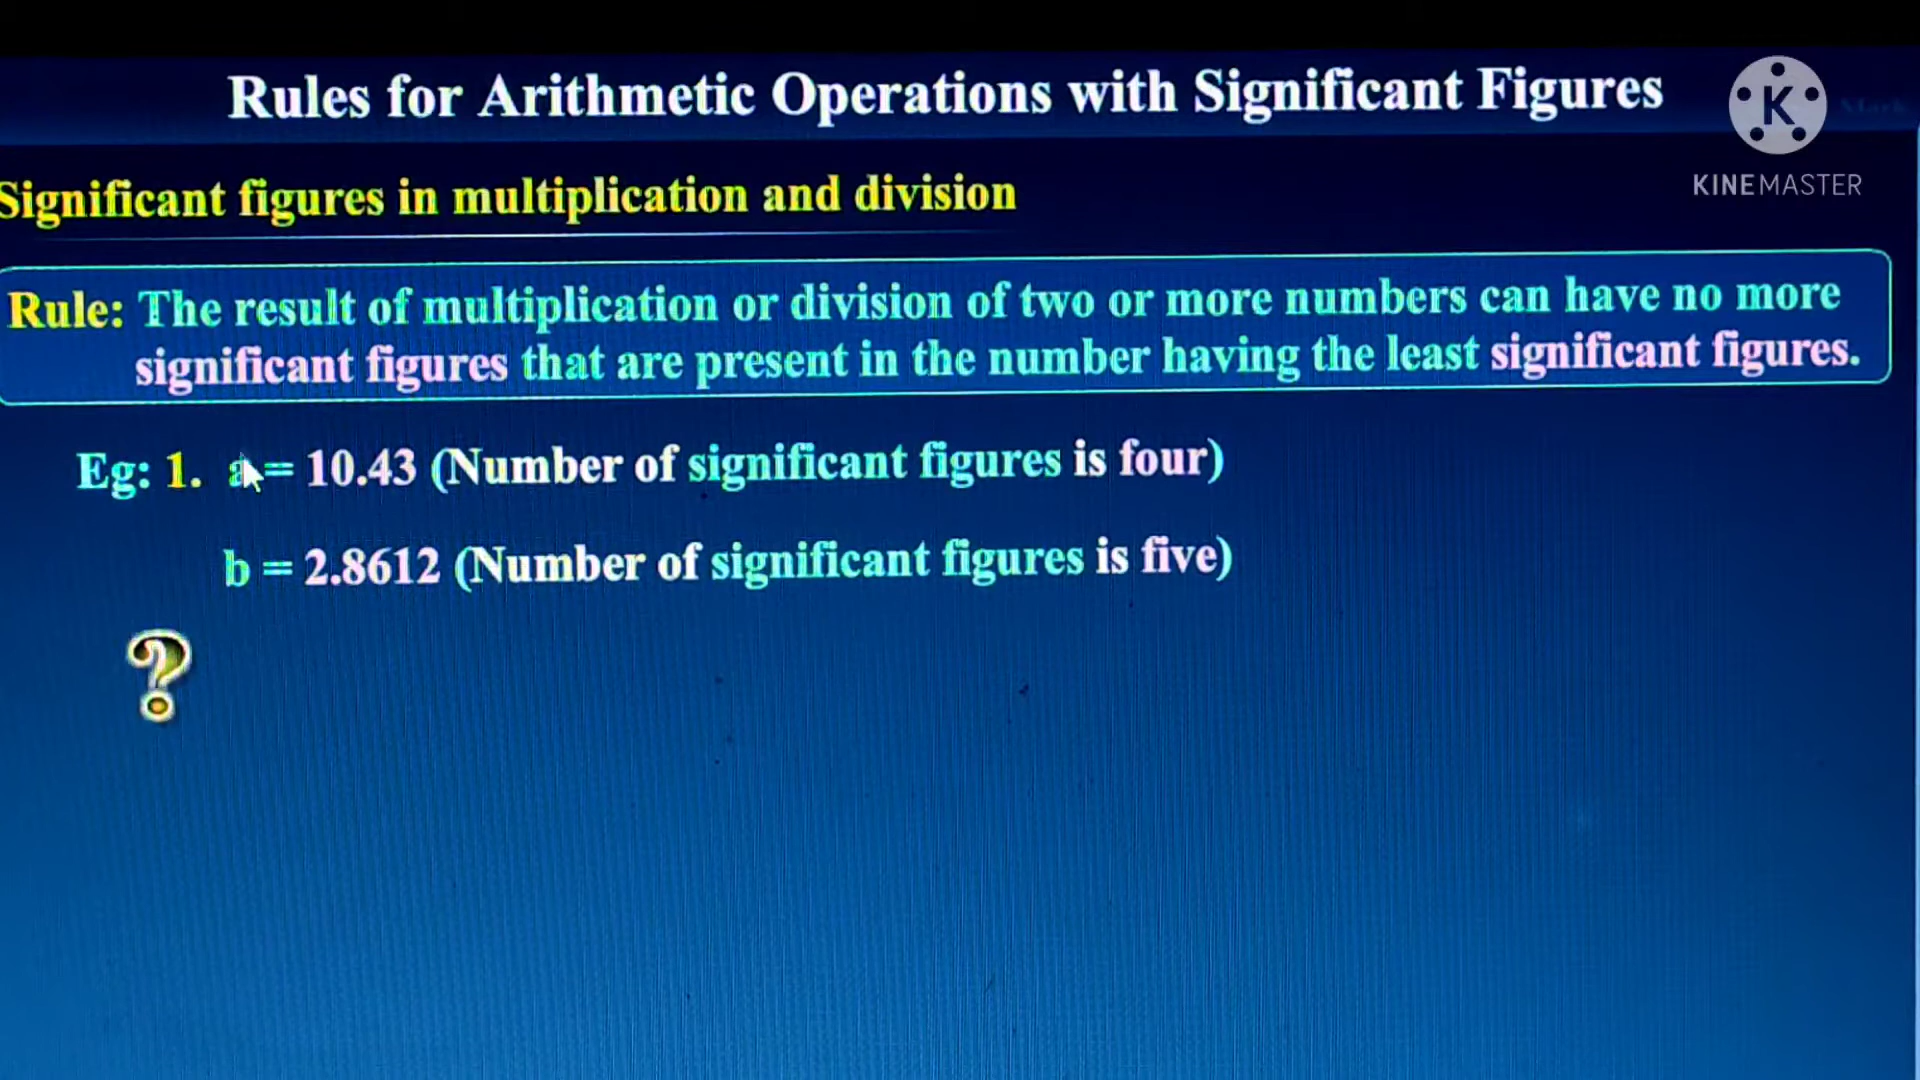 Rules for Arithmetic Operations with Significant Figures
K
KINEMASTER
Significant figures in multiplication and division
Rule: The result of multiplication or division of two or more numbers can have no more
significant figures that are present in the number having the least significant figures.
Eg: 1. a = 10.43 (Number of significant figures is four)
b = 2.8612 (Number of significant figures is five)
?